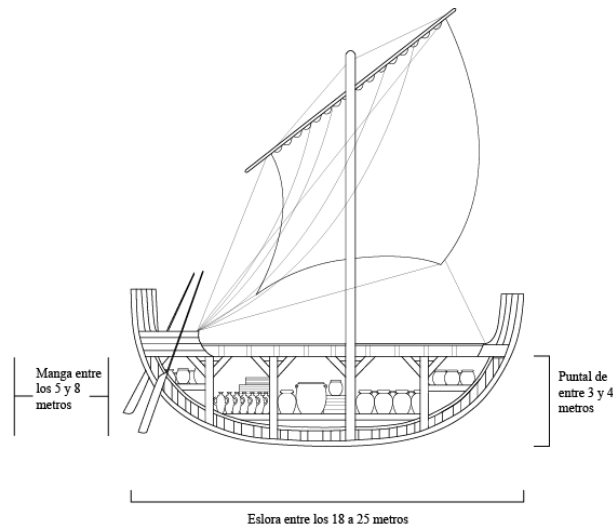 Manga entre
los 5 y 8
metros
Puntal de
entre 3 y 4
metros
Eslora entre los 18 a 25 metros